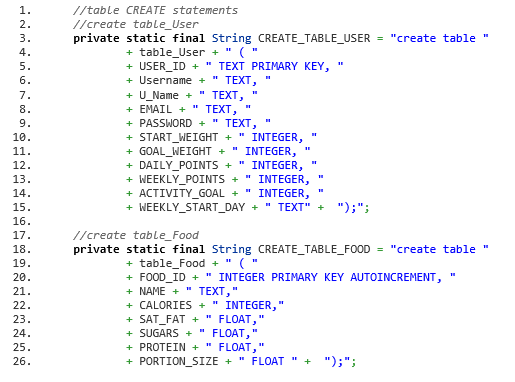 1. //table CREATE statements
2. //create table_User
3. private static final String CREATE_TABLE_USER = "create table "
4. + table_User + " ( "
5. + USER_ID + " TEXT PRIMARY KEY, "
6. + Username + " TEXT, "
7. + U_Name + " TEXT, "
8. + EMAIL + " TEXT, "
9. + PASSWORD + " TEXT, "
10. + START_WEIGHT + " INTEGER, "
11. + GOAL_WEIGHT + " INTEGER, "
12. + DAILY_POINTS + " INTEGER, "
13. + WEEKLY_POINTS + " INTEGER, "
14. + ACTIVITY_GOAL + " INTEGER, "
15. + WEEKLY_START_DAY + " TEXT" +  ");";
16.
17. //create table_Food
18. private static final String CREATE_TABLE_FOOD = "create table "
19. + table_Food + " ( "
20. + FOOD_ID + " INTEGER PRIMARY KEY AUTOINCREMENT, "
21. + NAME + " TEXT,"
22. + CALORIES + " INTEGER,"
23. + SAT_FAT + " FLOAT,"
24. + SUGARS + " FLOAT,"
25. + PROTEIN + " FLOAT,"
26. + PORTION_SIZE + " FLOAT " +  ");";